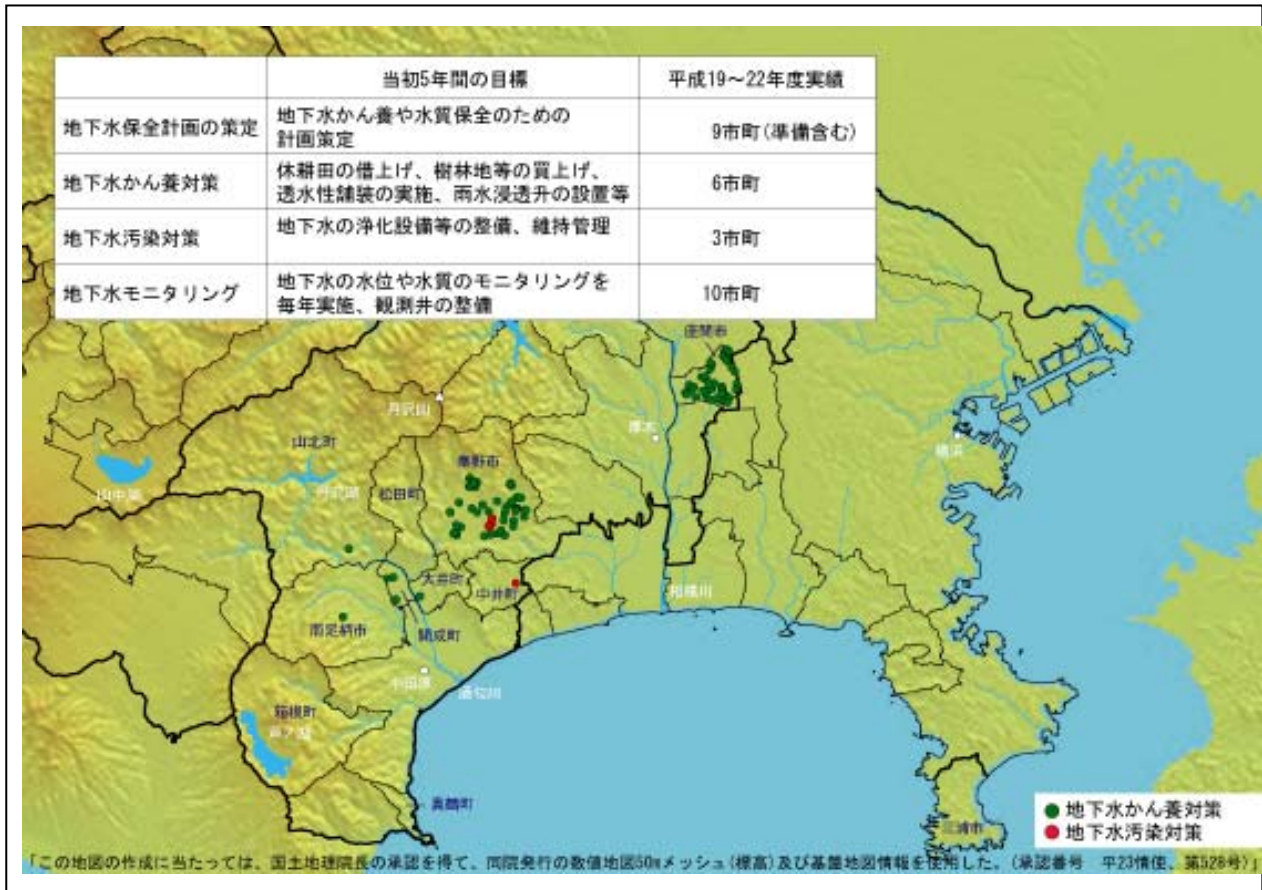 当初5年間の目標 平成19～22年度実績
地下水保全計画の策定 地下水かん養や水質保全のための 9市町(準備含む)
計画策定
地下水かん養対策 休耕田の借上げ、樹林地等の買上げ、 6市町
透水性舗装の実施、雨水浸透升の設置等
地下水汚染対策 地下水の浄化設備等の整備、維持管理 3市町
地下水モニタリング 地下水の水位や水質のモニタリングを 10市町
毎年実施、観測井の整備
座間市
丹沢山
厚木
山北町
横浜
秦野市
山中湖
丹沢湖
松田町
大井町
中井町
相模川
南足柄市
開成町
小田原
酒匂川
箱根町
芦ノ湖
真鶴町
三浦市
地下水かん養対策
地下水汚染対策
「この地図の作成に当たっては、国土地理院長の承認を得て、同院発行の数値地図50mメッシュ(標高)及び基盤地図情報を使用した。(承認番号 平23情使、第528号)」